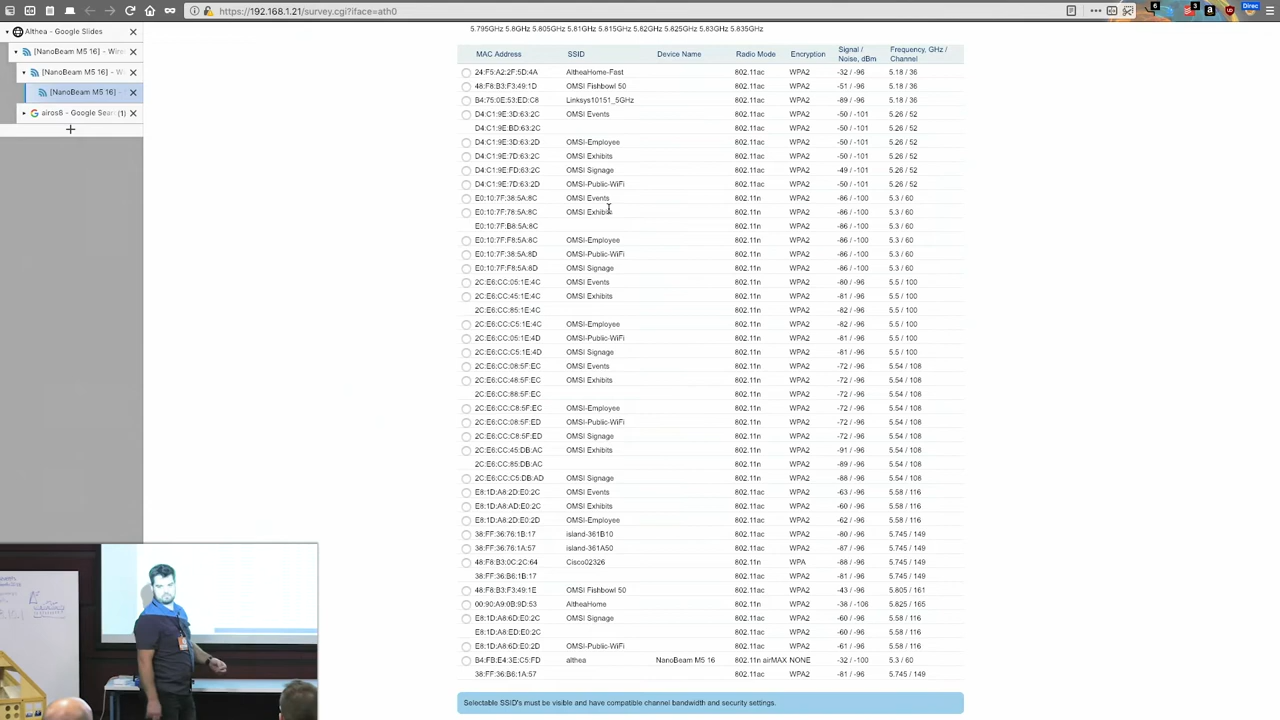 https://192.168.1.21/survey.cgi?iface=ath0
Althea - Google Slides
[NanoBeam M5 16] - Wire
[NanoBeam M5 16] - Wi
[NanoBeam M5 16] -
airos8 - Google Sear (1)
5.795GHz 5.8GHz 5.805GHz 5.81GHz 5.815GHz 5.82GHz 5.825GHz 5.83GHz 5.835GHz
MAC Address SSID Device Name Radio Mode Encryption Signal / Noise, dBm Frequency, GHz / Channel
24:F5:A2:2F:5D:4A AltheaHome-Fast 802.11ac WPA2 -32 / -96 5.18 / 36
48:F8:B3:F3:49:1D OMSI Fishbowl 50 802.11ac WPA2 -51 / -96 5.18 / 36
B4:75:0E:53:ED:C8 Linksys10151_5GHz 802.11ac WPA2 -89 / -96 5.18 / 36
D4:C1:9E:3D:63:2C OMSI Events 802.11ac WPA2 -50 / -101 5.26 / 52
D4:C1:9E:BD:63:2C 802.11ac WPA2 -50 / -101 5.26 / 52
D4:C1:9E:3D:63:2D OMSI-Employee 802.11ac WPA2 -50 / -101 5.26 / 52
D4:C1:9E:7D:63:2C OMSI Exhibits 802.11ac WPA2 -50 / -101 5.26 / 52
D4:C1:9E:FD:63:2C OMSI Signage 802.11ac WPA2 -49 / -101 5.26 / 52
D4:C1:9E:7D:63:2D OMSI-Public-WiFi 802.11ac WPA2 -50 / -101 5.26 / 52
E0:10:7F:38:5A:8C OMSI Events 802.11n WPA2 -86 / -100 5.3 / 60
E0:10:7F:78:5A:8C OMSI Exhibits 802.11n WPA2 -86 / -100 5.3 / 60
E0:10:7F:B8:5A:8C 802.11n WPA2 -86 / -100 5.3 / 60
E0:10:7F:F8:5A:8C OMSI-Employee 802.11n WPA2 -86 / -100 5.3 / 60
E0:10:7F:38:5A:8D OMSI-Public-WiFi 802.11n WPA2 -86 / -100 5.3 / 60
E0:10:7F:F8:5A:8D OMSI Signage 802.11n WPA2 -86 / -100 5.3 / 60
2C:E6:CC:05:1E:4C OMSI Events 802.11n WPA2 -80 / -96 5.5 / 100
2C:E6:CC:45:1E:4C OMSI Exhibits 802.11n WPA2 -81 / -96 5.5 / 100
2C:E6:CC:85:1E:4C 802.11n WPA2 -82 / -96 5.5 / 100
2C:E6:CC:C5:1E:4C OMSI-Employee 802.11n WPA2 -82 / -96 5.5 / 100
2C:E6:CC:05:1E:4D OMSI-Public-WiFi 802.11n WPA2 -81 / -96 5.5 / 100
2C:E6:CC:C5:1E:4D OMSI Signage 802.11n WPA2 -81 / -96 5.5 / 100
2C:E6:CC:08:5F:EC OMSI Events 802.11n WPA2 -72 / -96 5.54 / 108
2C:E6:CC:48:5F:EC OMSI Exhibits 802.11n WPA2 -72 / -96 5.54 / 108
2C:E6:CC:88:5F:EC 802.11n WPA2 -72 / -96 5.54 / 108
2C:E6:CC:C8:5F:EC OMSI-Employee 802.11n WPA2 -72 / -96 5.54 / 108
2C:E6:CC:08:5F:ED OMSI-Public-WiFi 802.11n WPA2 -72 / -96 5.54 / 108
2C:E6:CC:C8:5F:ED OMSI Signage 802.11n WPA2 -72 / -96 5.54 / 108
2C:E6:CC:45:DB:AC OMSI Exhibits 802.11n WPA2 -91 / -96 5.54 / 108
2C:E6:CC:85:DB:AC 802.11n WPA2 -89 / -96 5.54 / 108
2C:E6:CC:C5:DB:AD OMSI Signage 802.11n WPA2 -88 / -96 5.54 / 108
E8:1D:A8:2D:E0:2C OMSI Events 802.11ac WPA2 -63 / -96 5.58 / 116
E8:1D:A8:AD:E0:2C OMSI Exhibits 802.11ac WPA2 -60 / -96 5.58 / 116
E8:1D:A8:2D:E0:2D OMSI-Employee 802.11ac WPA2 -62 / -96 5.58 / 116
38:FF:36:76:1B:17 island-361B10 802.11ac WPA2 -80 / -96 5.745 / 149
38:FF:36:76:1A:57 island-361A50 802.11ac WPA2 -87 / -96 5.745 / 149
48:F8:B3:0C:2C:64 Cisco02326 802.11n WPA -88 / -96 5.745 / 149
38:FF:36:B6:1B:17 802.11ac WPA2 -81 / -96 5.745 / 149
48:F8:B3:F3:49:1E OMSI Fishbowl 50 802.11ac WPA2 -43 / -96 5.805 / 161
00:90:A9:0B:9D:53 AltheaHome 802.11n WPA2 -38 / -106 5.825 / 165
E8:1D:A8:6D:E0:2C OMSI Signage 802.11ac WPA2 -60 / -96 5.58 / 116
E8:1D:A8:ED:E0:2C 802.11ac WPA2 -60 / -96 5.58 / 116
E8:1D:A8:6D:E0:2D OMSI-Public-WiFi 802.11ac WPA2 -61 / -96 5.58 / 116
B4:FB:E4:3E:C5:FD althea NanoBeam M5 16 802.11n airMAX NONE -32 / -100 5.3 / 60
38:FF:36:B6:1A:57 802.11ac WPA2 -81 / -96 5.745 / 149
Selectable SSID's must be visible and have compatible channel bandwidth and security settings.